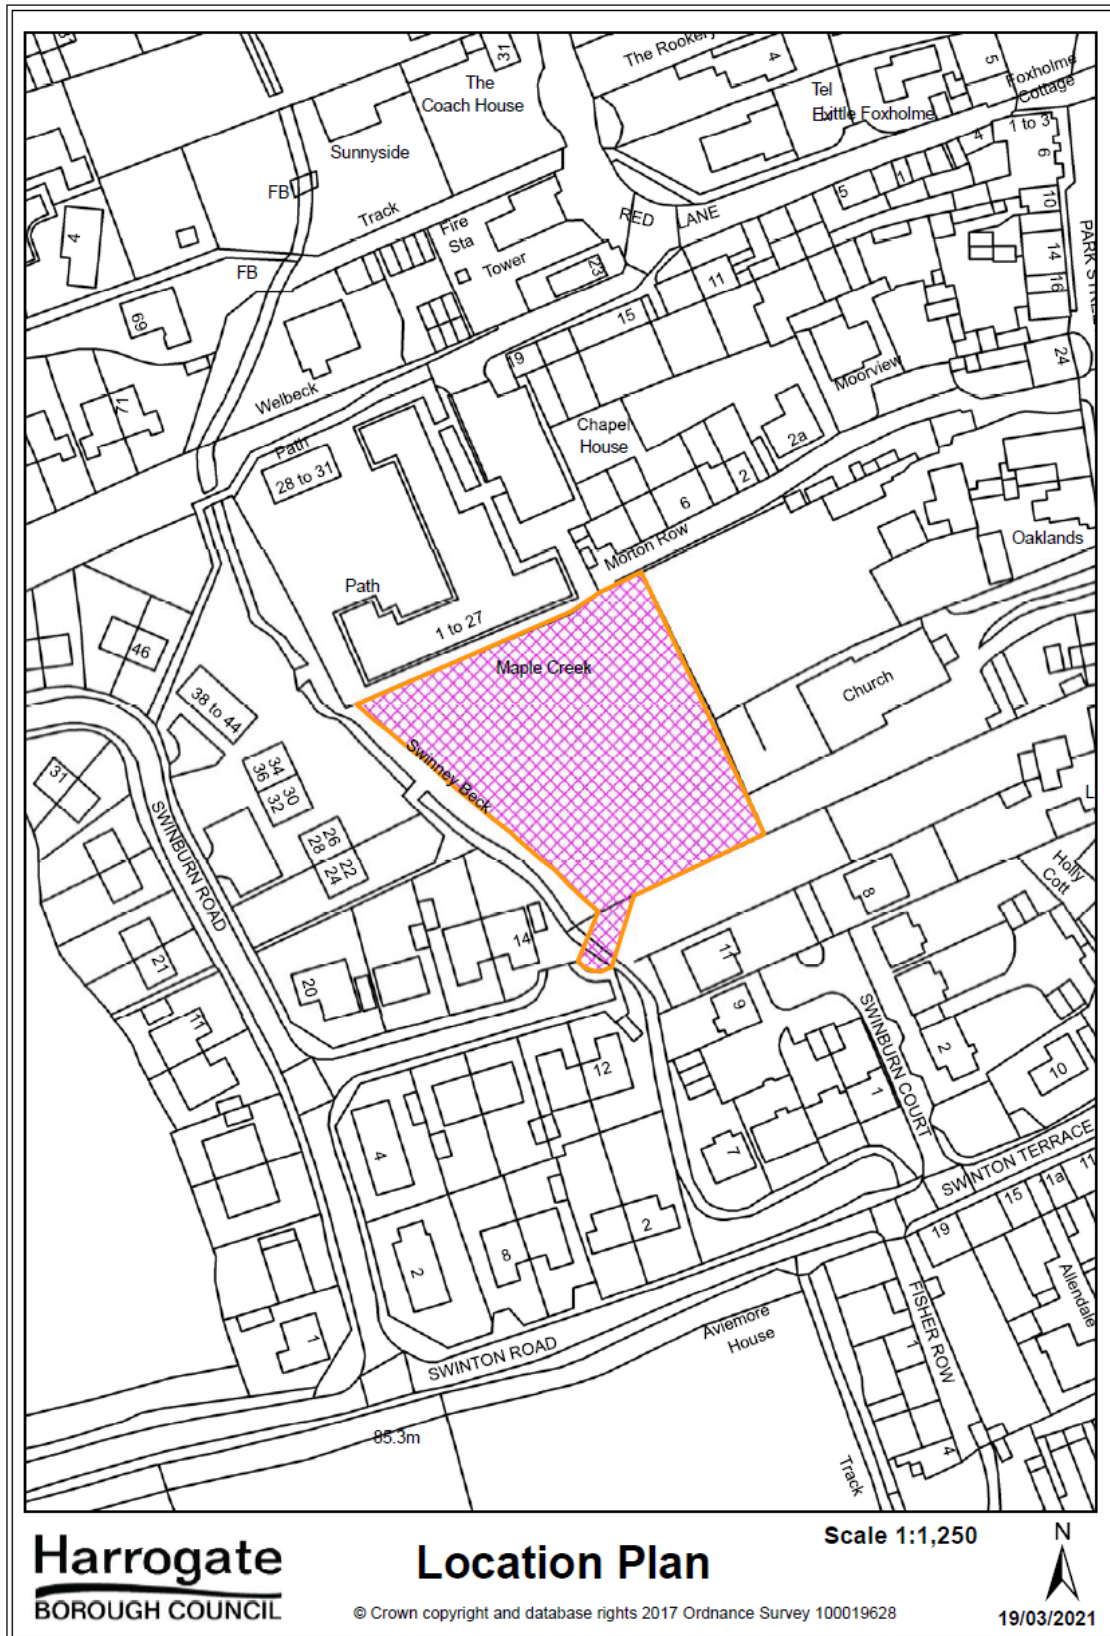 31
The Rookery
4
5
Foxholme
Cottage
The
Coach House
Tel
Ex
Little Foxholme
1 to 3
Sunnyside
4
6
FB
5
1
10
Track
RED LANE
4
Fire
Sta
PARK STREE
FB
Tower
23
14
11
16
69
15
19
24
Moorview
71
Welbeck
Chapel
House
2a
Path
28 to 31
2
6
Morton Row
Oaklands
Path
1 to 27
46
Maple Creek
Church
38 to 44
Swinney Beck
34
36
31
30
32
L
SWINBURN ROAD
26
28
22
24
Holly
Cott
8
14
11
21
20
9
SWINBURN COURT
11
2
12
10
1
4
7
SWINTON TERRACE
11
11a
15
2
19
8
2
Allendale
FISHER ROW
Aviemore
House
1
1
SWINTON ROAD
85.3m
4
Track
Scale 1:1,250
N
Harrogate
BOROUGH COUNCIL
Location Plan
© Crown copyright and database rights 2017 Ordnance Survey 100019628
19/03/2021